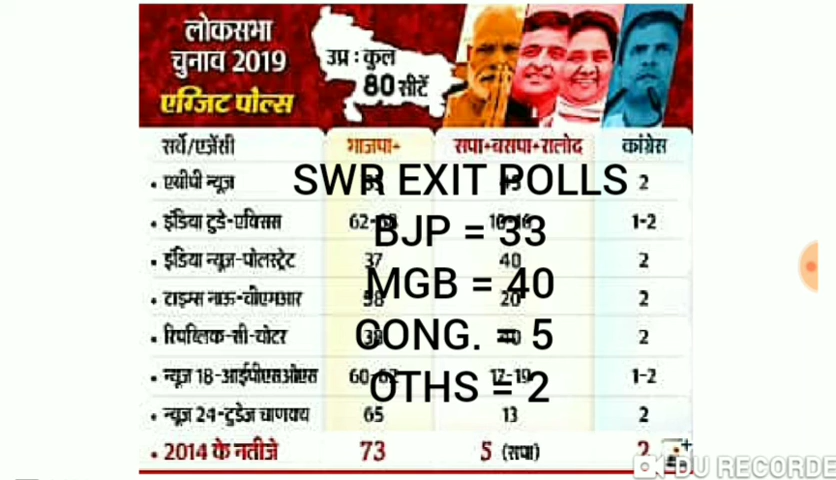 लोकसभा
चुनाव 2019
एग्जिट पोल्स
उप्र : कुल
80 सीटें
सर्वे/एजेंसी भाजपा+ सपा+बसपा+रालोद कांग्रेस
• एबीपी न्यूज 2
SWR EXIT POLLS
• इंडिया टुडे-एक्सिस 1-2
BJP = 33
• इंडिया न्यूज-पोलस्ट्रेट 37 40 2
MGB = 40
• टाइम्स नाऊ-वीएमआर 20 2
• रिपब्लिक-सी-वोटर 2
CONG. = 5
• न्यूज 18-आईपीएसओएस 17-19 1-2
OTHS = 2
• न्यूज 24-टुडेज चाणक्य 65 13 2
• 2014 के नतीजे 73 5 (सपा) 2
DU RECORDE